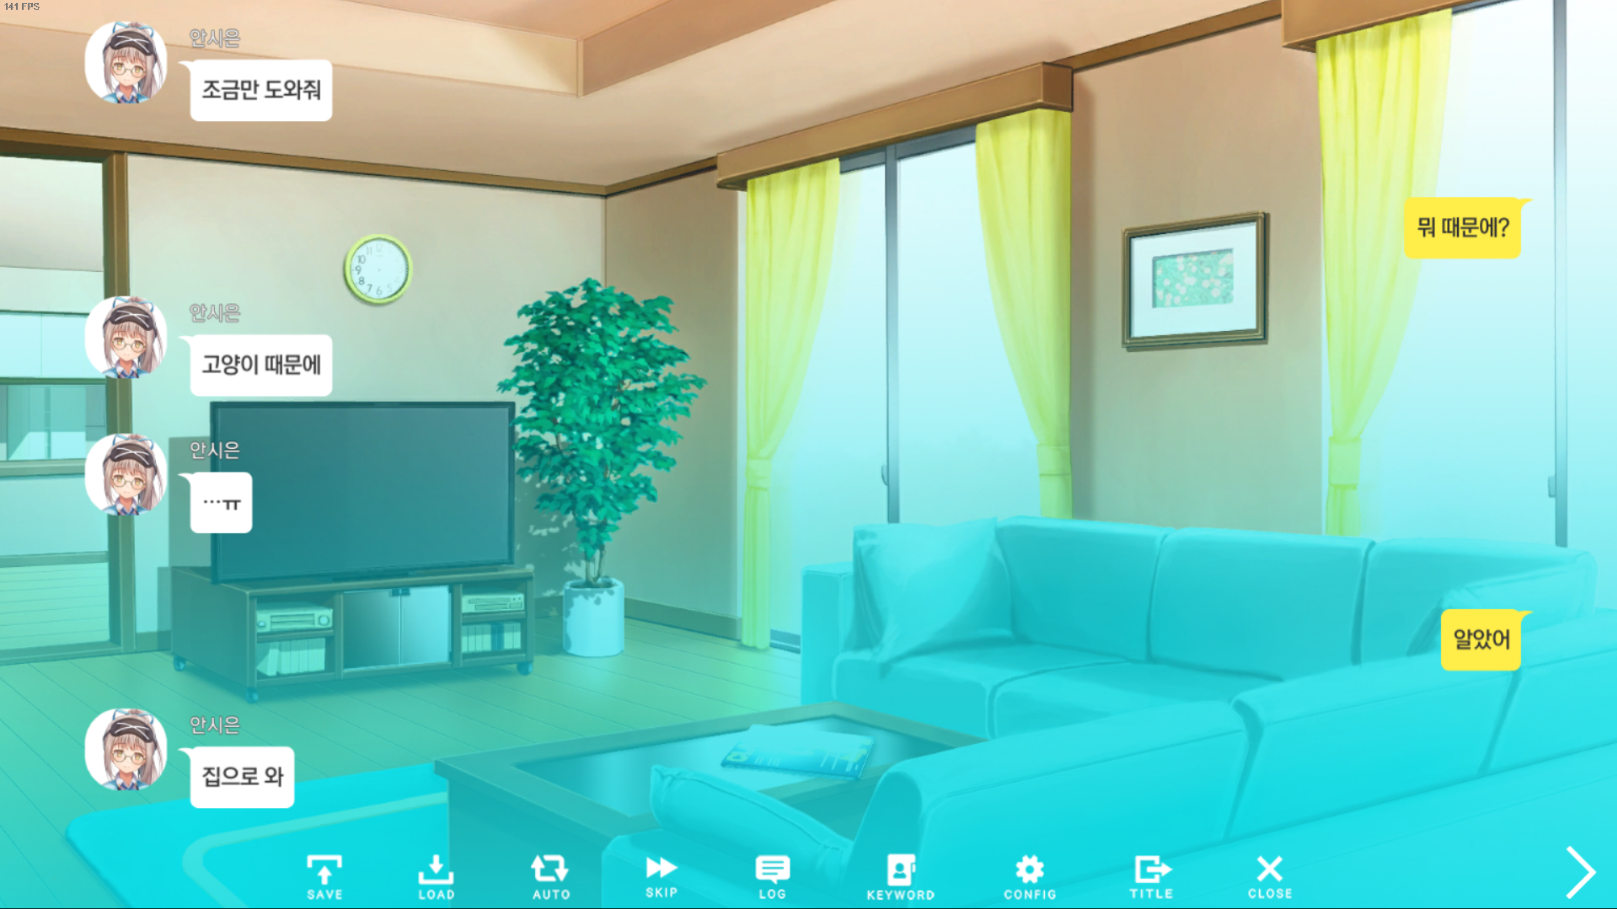 141 FPS
안시은
조금만 도와줘
뭐 때문에?
안시은
고양이 때문에
안시은
…ㅠ
알았어
안시은
집으로 와
SAVE
LOAD
AUTO
SKIP
LOG
KEYWORD
CONFIG
TITLE
CLOSE